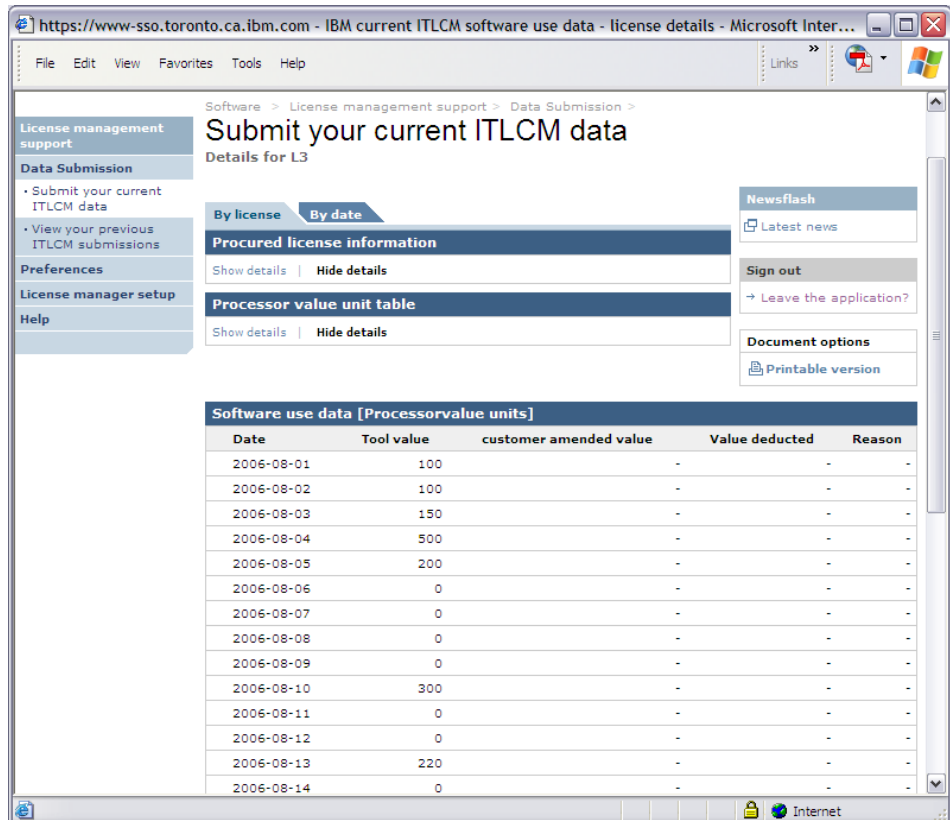 https://www-sso.toronto.ca.ibm.com - IBM current ITLCM software use data - license details - Microsoft Inter...
File Edit View Favorites Tools Help
Links »
Software > License management support > Data Submission >
Submit your current ITLCM data
Details for L3
License management support
Data Submission
· Submit your current ITLCM data
· View your previous ITLCM submissions
Preferences
License manager setup
Help
By license By date
Procured license information
Show details | Hide details
Processor value unit table
Show details | Hide details
Newsflash
Latest news
Sign out
→ Leave the application?
Document options
Printable version
Software use data [Processorvalue units]
Date Tool value customer amended value Value deducted Reason
2006-08-01 100 - - -
2006-08-02 100 - - -
2006-08-03 150 - - -
2006-08-04 500 - - -
2006-08-05 200 - - -
2006-08-06 0 - - -
2006-08-07 0 - - -
2006-08-08 0 - - -
2006-08-09 0 - - -
2006-08-10 300 - - -
2006-08-11 0 - - -
2006-08-12 0 - - -
2006-08-13 220 - - -
2006-08-14 0 - - -
Internet